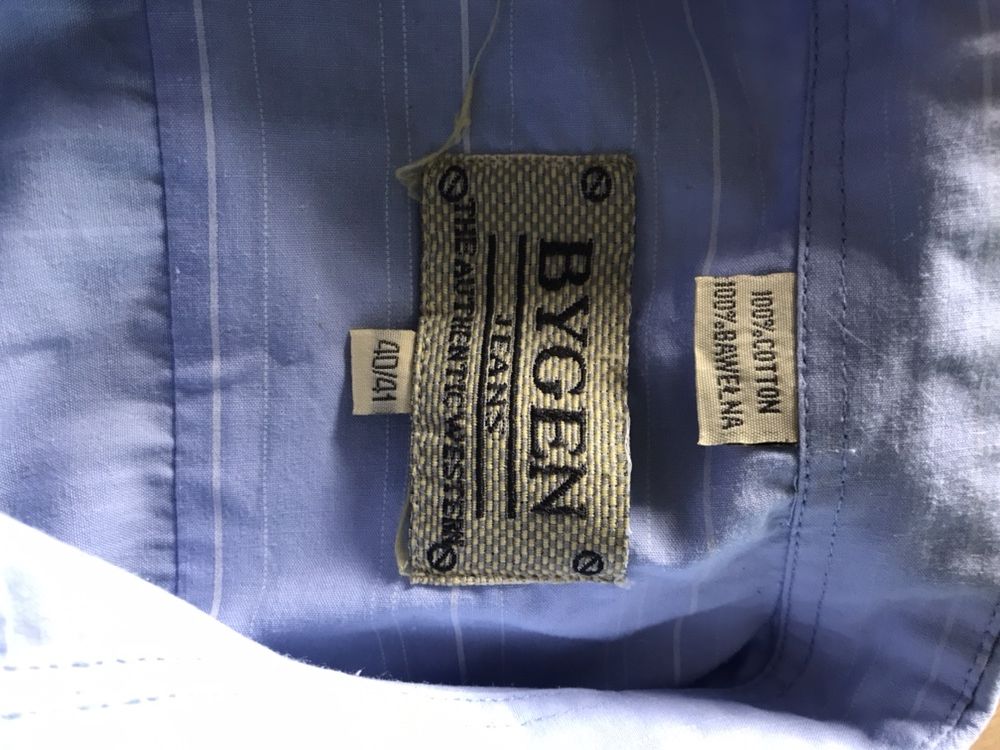 BYGEN
JEANS
THE AUTHENTIC WESTERN
40/41
100%COTTON
100%BAWEŁNA